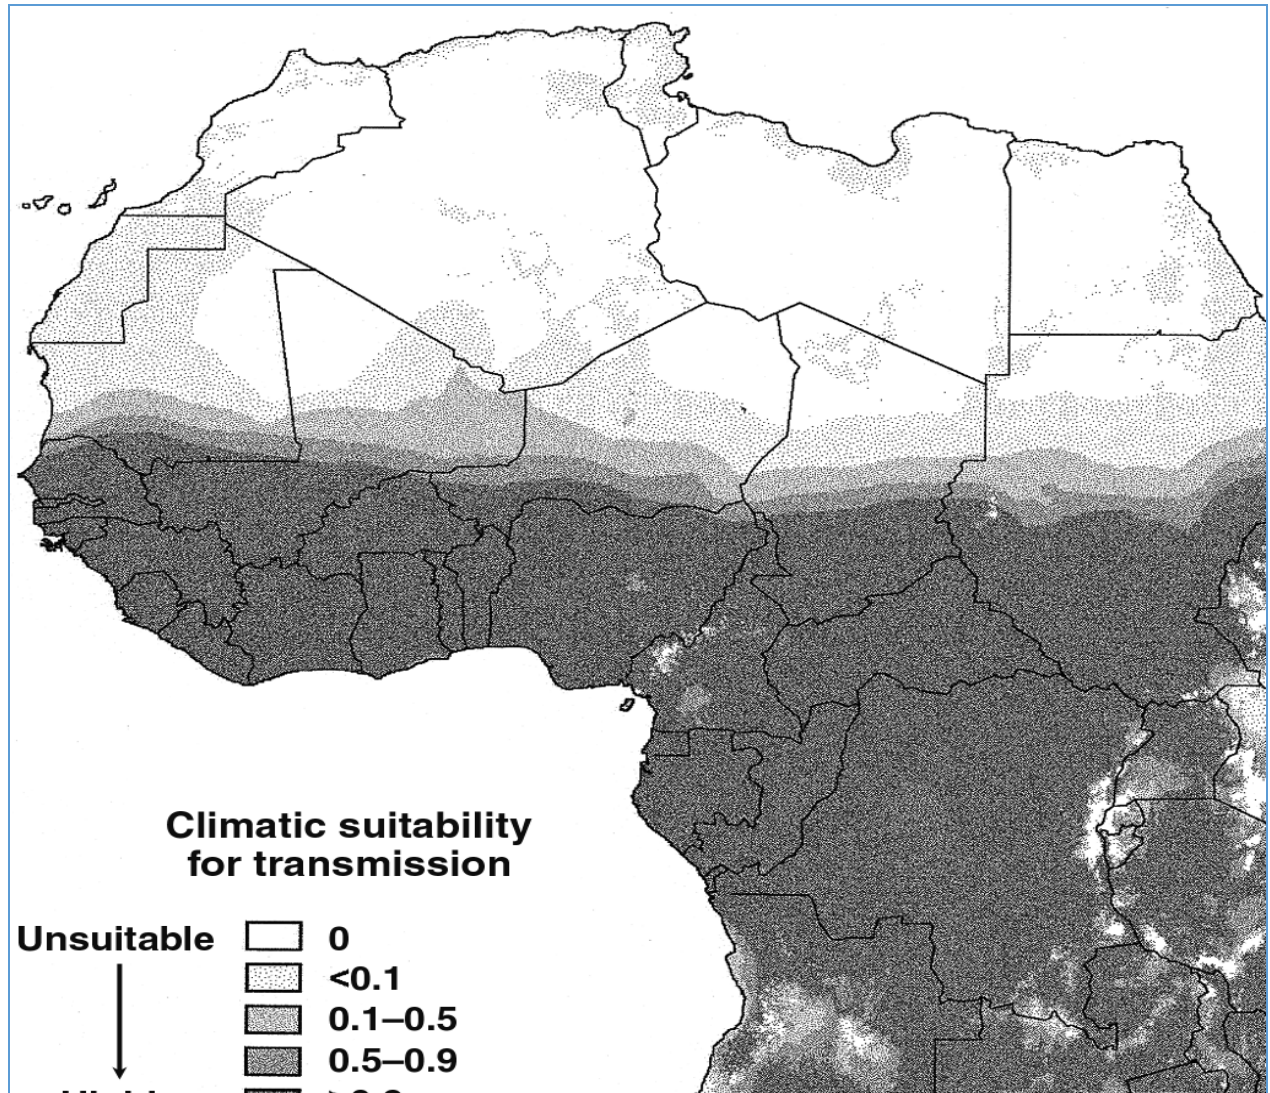 Climatic suitability
for transmission
Unsuitable
0
<0.1
0.1–0.5
0.5–0.9